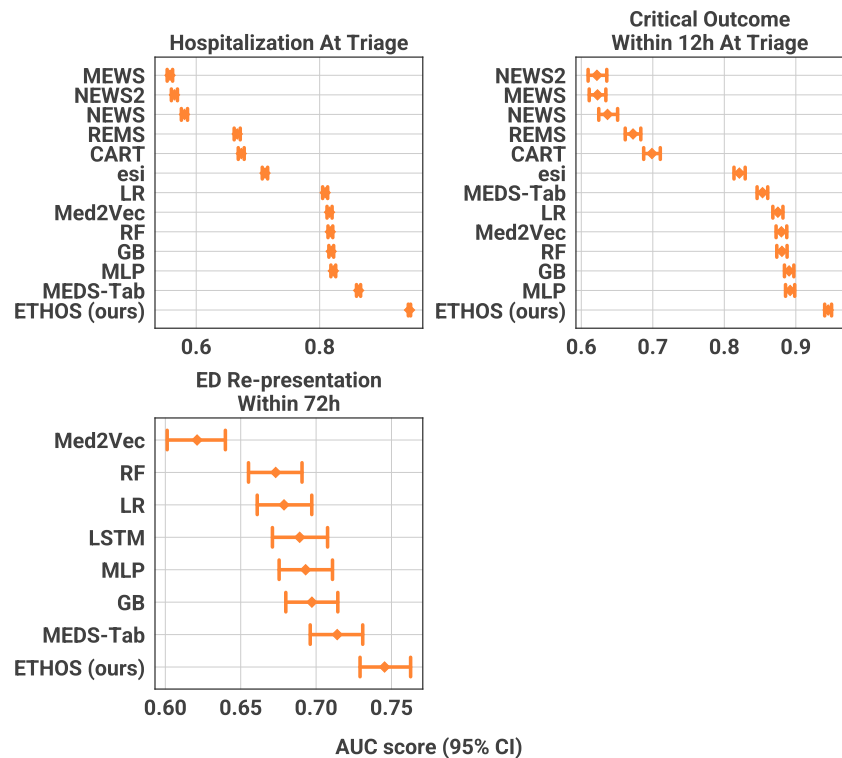 Hospitalization At Triage
MEWS
NEWS2
NEWS
REMS
CART
esi
LR
Med2Vec
RF
GB
MLP
MEDS-Tab
ETHOS (ours)
0.6 0.8
Critical Outcome
Within 12h At Triage
NEWS2
MEWS
NEWS
REMS
CART
esi
MEDS-Tab
LR
Med2Vec
RF
GB
MLP
ETHOS (ours)
0.6 0.7 0.8 0.9
ED Re-presentation
Within 72h
Med2Vec
RF
LR
LSTM
MLP
GB
MEDS-Tab
ETHOS (ours)
0.60 0.65 0.70 0.75
AUC score (95% CI)